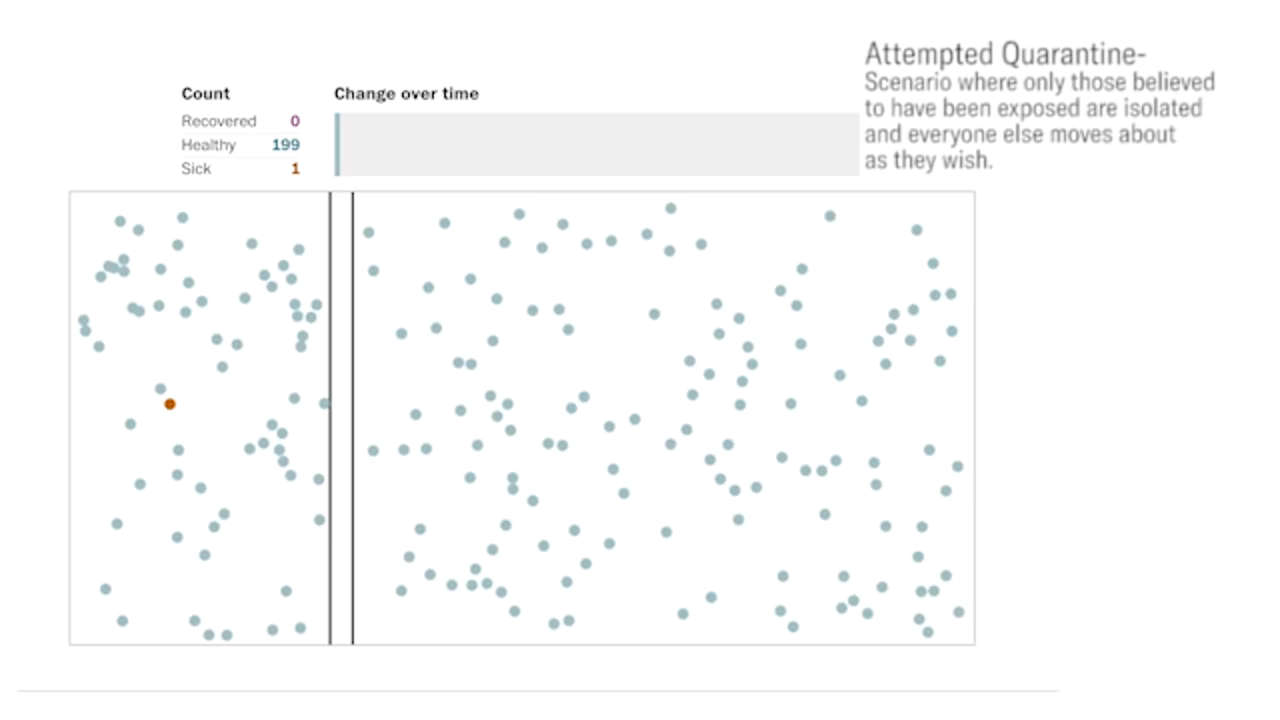 Attempted Quarantine-
Scenario where only those believed
to have been exposed are isolated
and everyone else moves about
as they wish.
Count
Recovered 0
Healthy 199
Sick 1
Change over time